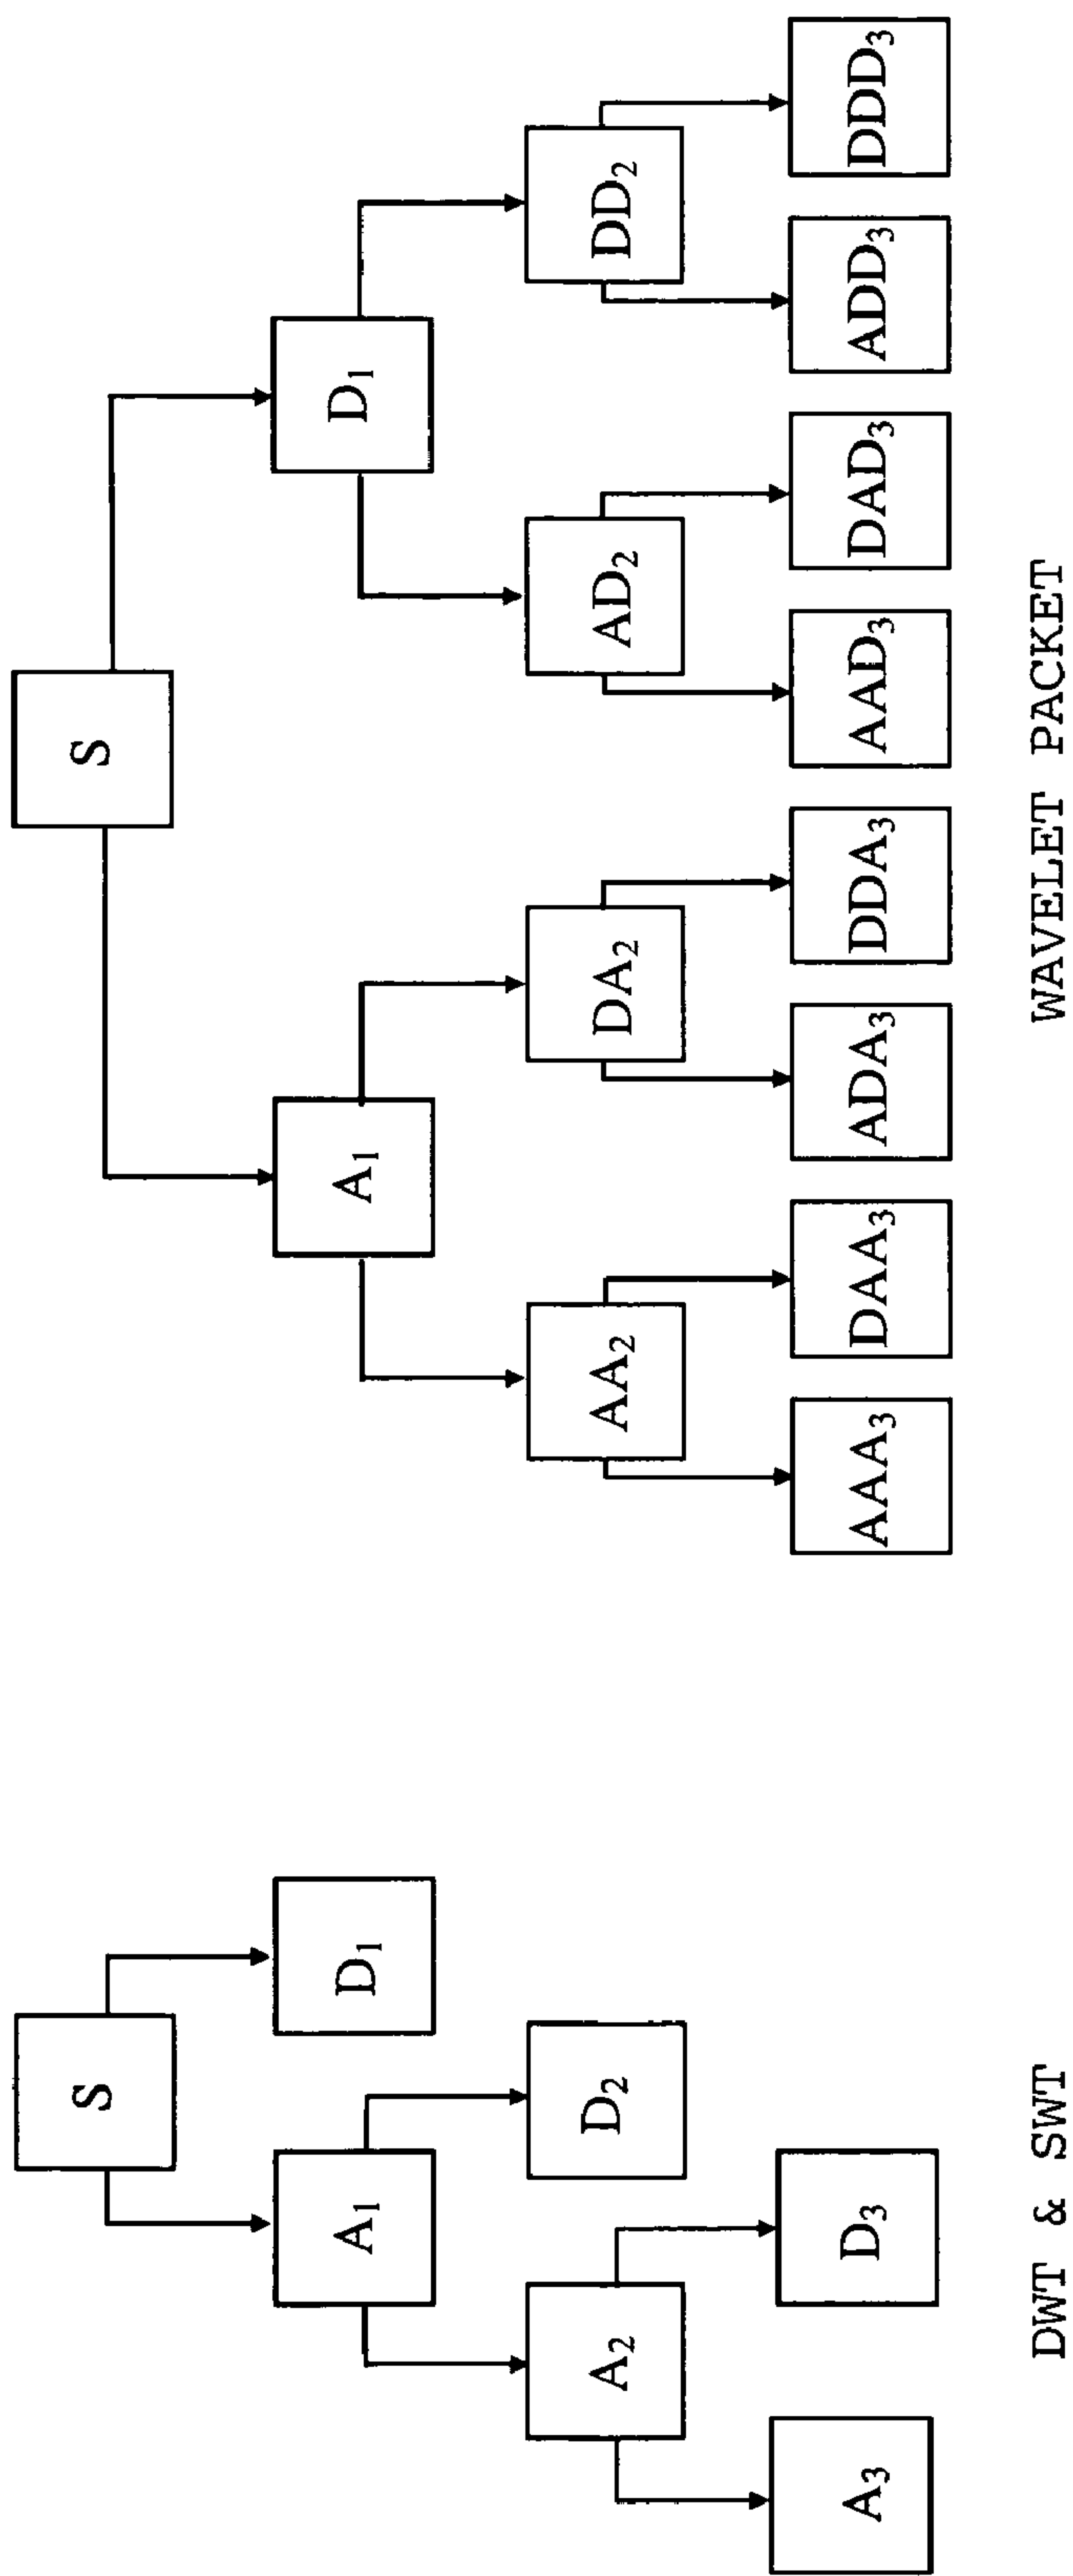 S
A₁
D₁
A₂
D₂
A₃
D₃
DWT & SWT
S
A₁
D₁
AA₂
DA₂
AD₂
DD₂
AAA₃
DAA₃
ADA₃
DDA₃
AAD₃
DAD₃
ADD₃
DDD₃
WAVELET PACKET